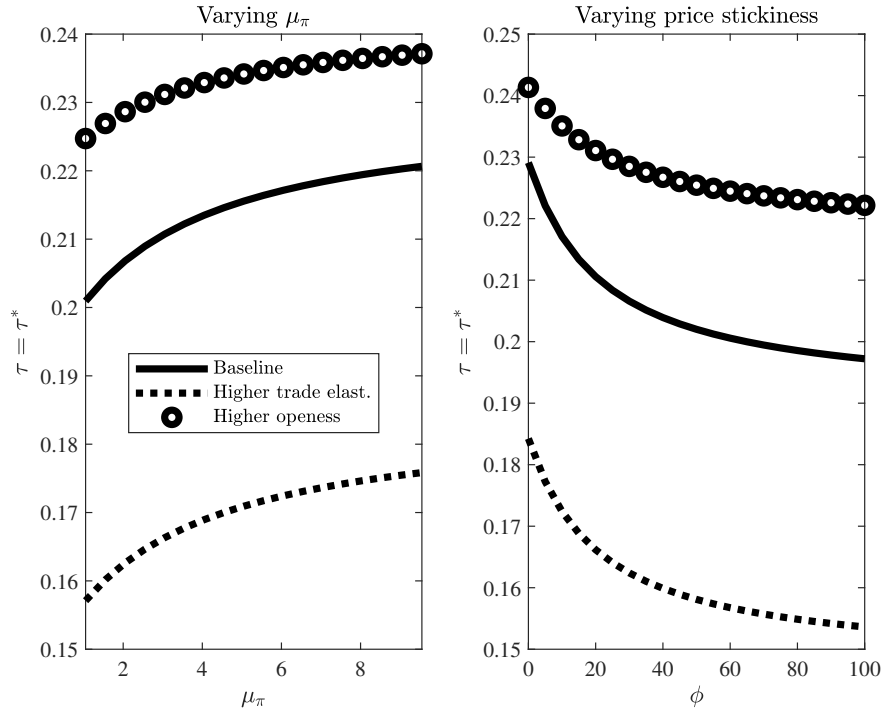 Varying μ_π
0.24
0.23
0.22
0.21
0.2
0.19
0.18
0.17
0.16
0.15
τ = τ*
Baseline
Higher trade elast.
Higher openess
2 4 6 8
μ_π
Varying price stickiness
0.25
0.24
0.23
0.22
0.21
0.2
0.19
0.18
0.17
0.16
0.15
τ = τ*
0 20 40 60 80 100
ϕ